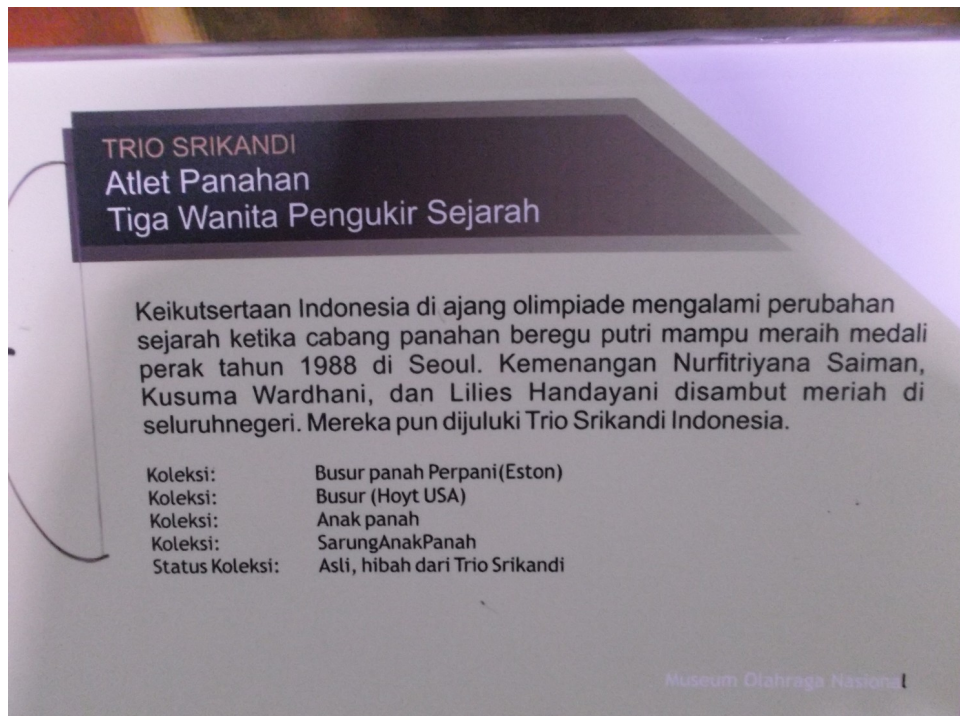 TRIO SRIKANDI
Atlet Panahan
Tiga Wanita Pengukir Sejarah
Keikutsertaan Indonesia di ajang olimpiade mengalami perubahan
sejarah ketika cabang panahan beregu putri mampu meraih medali
perak tahun 1988 di Seoul. Kemenangan Nurfitriyana Saiman,
Kusuma Wardhani, dan Lilies Handayani disambut meriah di
seluruhnegeri. Mereka pun dijuluki Trio Srikandi Indonesia.
Koleksi: Busur panah Perpani(Eston)
Koleksi: Busur (Hoyt USA)
Koleksi: Anak panah
Koleksi: SarungAnakPanah
Status Koleksi: Asli, hibah dari Trio Srikandi
Museum Olahraga Nasional